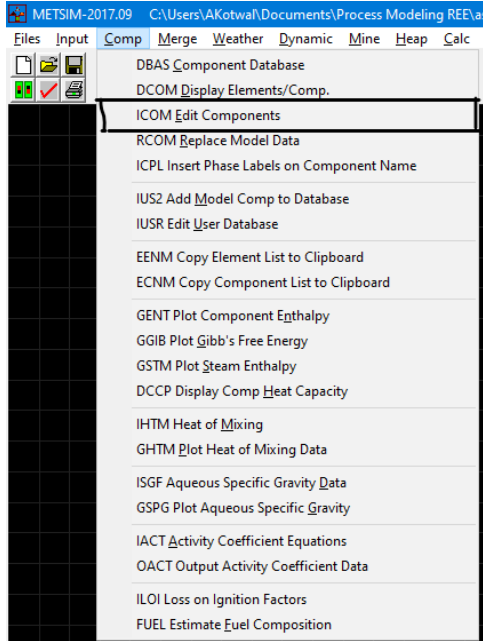 METSIM-2017.09 C:\Users\AKotwal\Documents\Process Modeling REE\a
Files Input Comp Merge Weather Dynamic Mine Heap Calc
DBAS Component Database
DCOM Display Elements/Comp.
ICOM Edit Components
RCOM Replace Model Data
ICPL Insert Phase Labels on Component Name
IUS2 Add Model Comp to Database
IUSR Edit User Database
EENM Copy Element List to Clipboard
ECNM Copy Component List to Clipboard
GENT Plot Component Enthalpy
GGIB Plot Gibb's Free Energy
GSTM Plot Steam Enthalpy
DCCP Display Comp Heat Capacity
IHTM Heat of Mixing
GHTM Plot Heat of Mixing Data
ISGF Aqueous Specific Gravity Data
GSPG Plot Aqueous Specific Gravity
IACT Activity Coefficient Equations
OACT Output Activity Coefficient Data
ILOI Loss on Ignition Factors
FUEL Estimate Fuel Composition